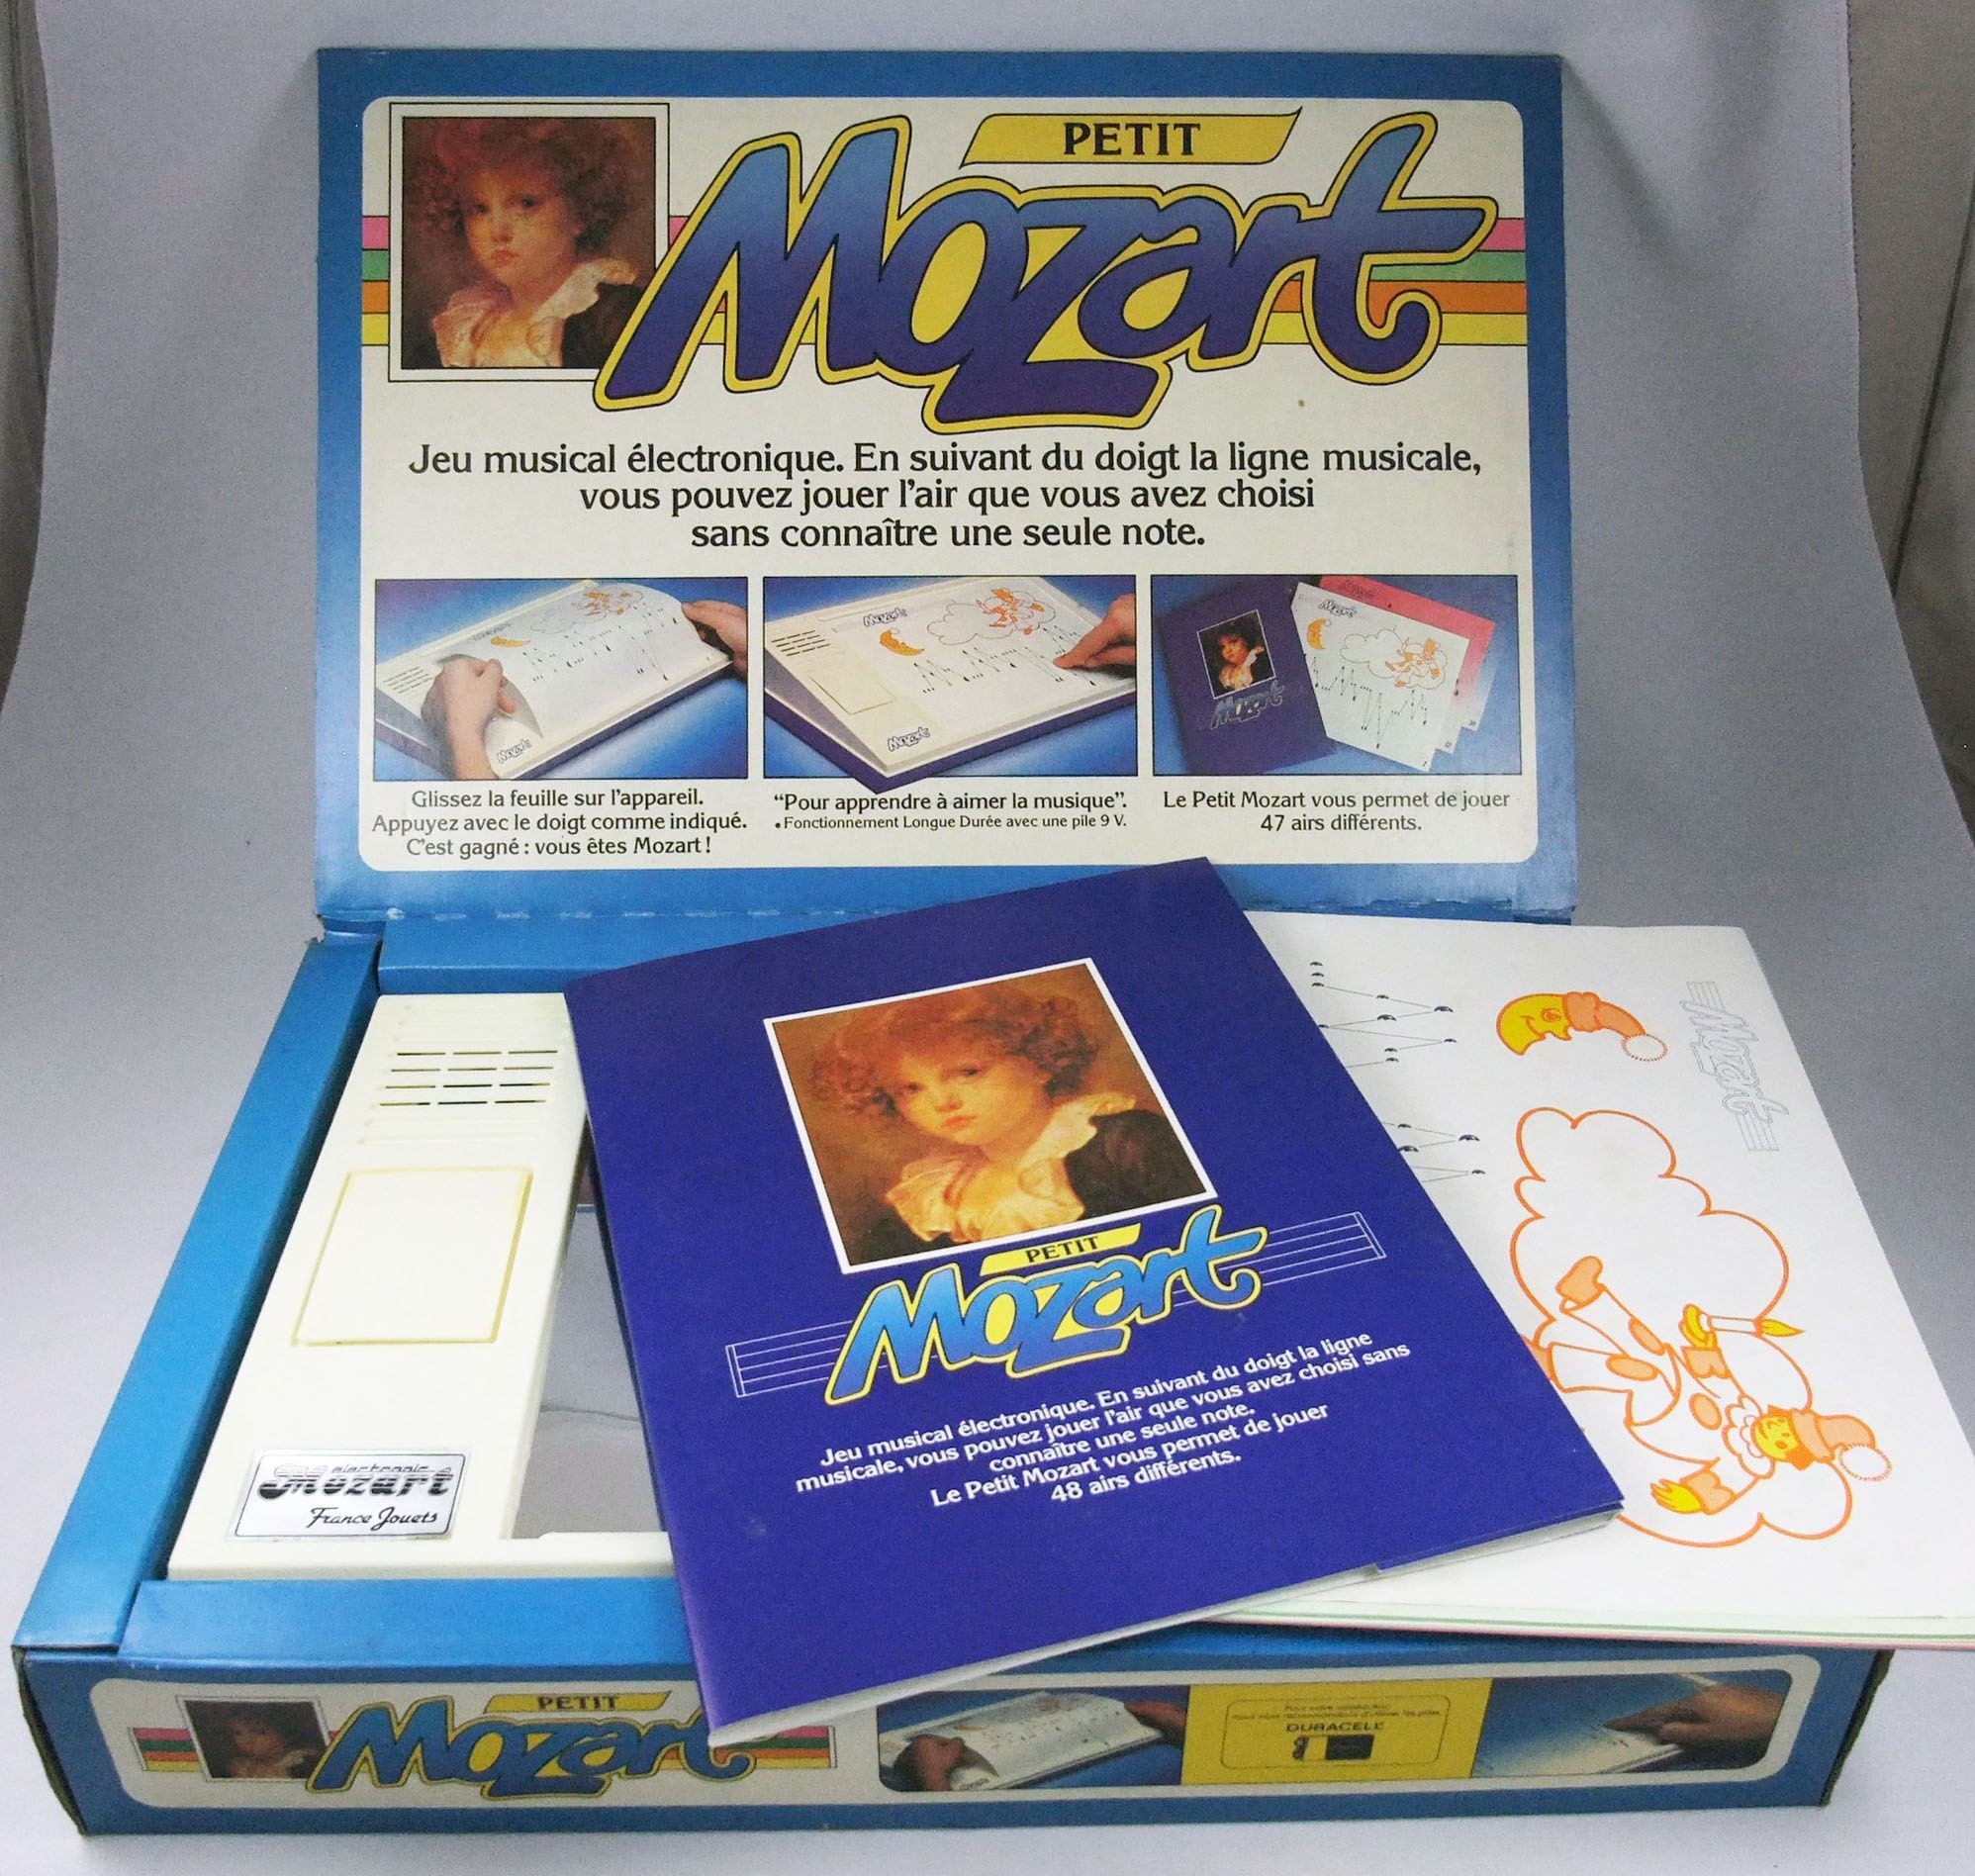 PETIT
Mozart
Jeu musical électronique. En suivant du doigt la ligne musicale,
vous pouvez jouer l'air que vous avez choisi
sans connaître une seule note.
Mozart
Mozart
Mozart
Mozart
Mozart
Glissez la feuille sur l'appareil.
Appuyez avec le doigt comme indiqué.
C'est gagné : vous êtes Mozart !
“Pour apprendre à aimer la musique”.
• Fonctionnement Longue Durée avec une pile 9 V.
Le Petit Mozart vous permet de jouer
47 airs différents.
Mozart
PETIT
Mozart
Jeu musical électronique. En suivant du doigt la ligne
musicale, vous pouvez jouer l'air que vous avez choisi sans
connaître une seule note.
Le Petit Mozart vous permet de jouer
48 airs différents.
electronic
Mozart
France Jouets
PETIT
Mozart
DURACELL